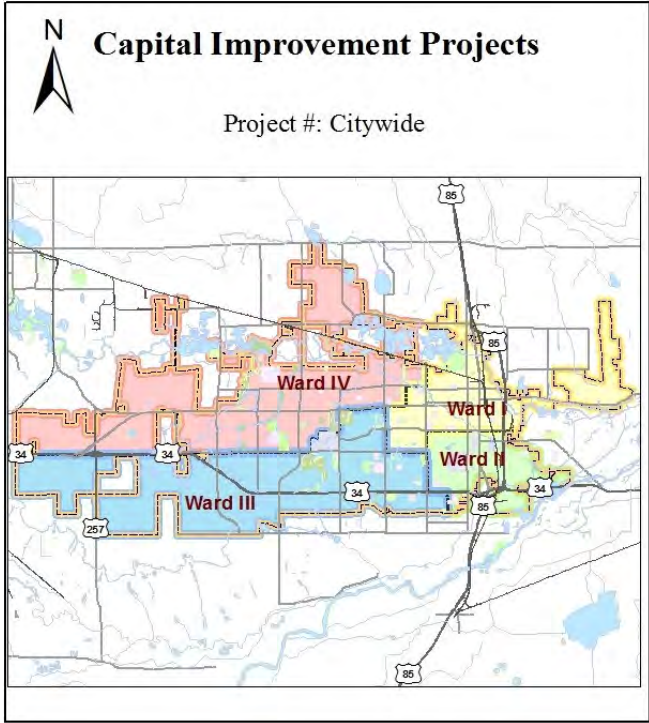 N
Capital Improvement Projects
Project #: Citywide
85
85
Ward IV
Ward I
34
34
Ward II
Ward III
34
34
85
257
85